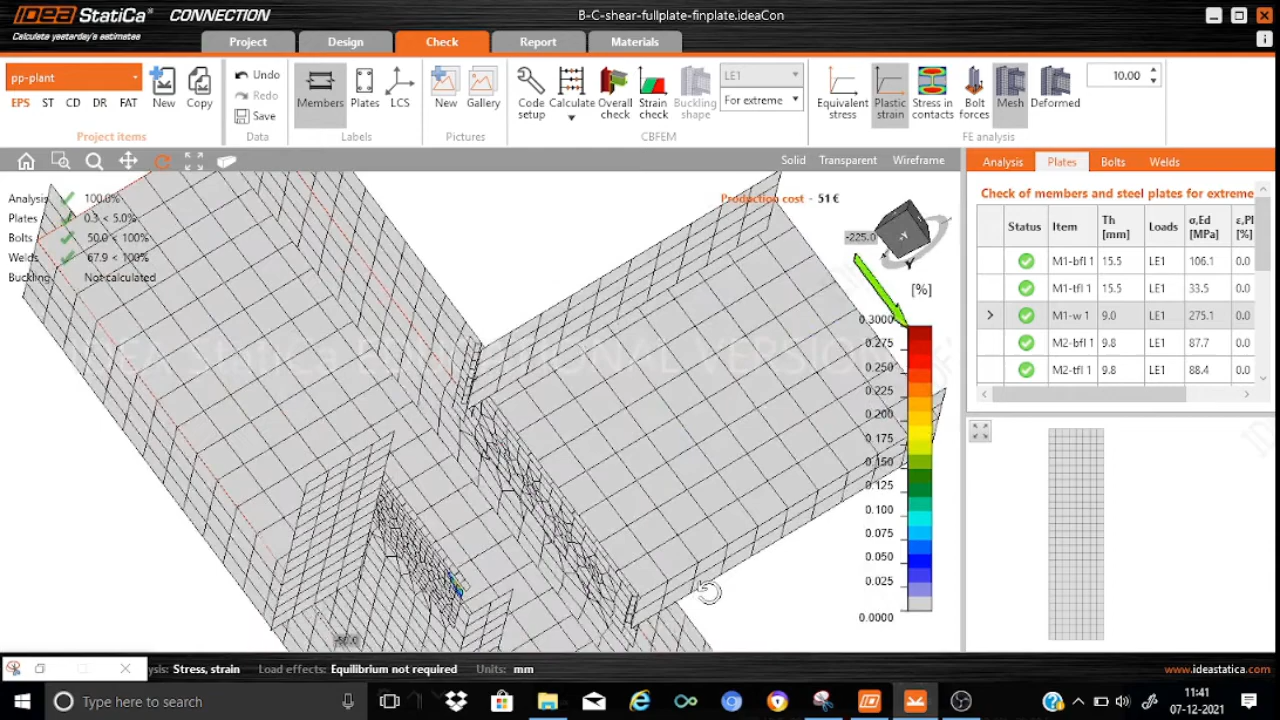 IDEA StatiCa® CONNECTION
Calculate yesterday's estimates
B-C-shear-fullplate-finplate.ideaCon
Project Design Check Report Materials
pp-plant
EPS ST CD DR FAT
New Copy
Undo
Redo
Save
Members Plates LCS
New Gallery
Code setup Calculate Overall check Strain check Buckling shape
LE1
For extreme
Equivalent stress Plastic strain Stress in contacts Bolt forces Mesh Deformed
10.00
Project items Data Labels Pictures CBFEM FE analysis
Solid Transparent Wireframe
Analysis 100.0%
Plates 0.3 < 5.0%
Bolts 50.0 < 100%
Welds 67.9 < 100%
Buckling Not calculated
Production cost - 51 €
-225.0
-Y
Y
[%]
0.3000
0.275
0.250
0.225
0.200
0.175
0.150
0.125
0.100
0.075
0.050
0.025
0.0000
IDEA StatiCa EDUCATIONAL VERSION
Analysis Plates Bolts Welds
Check of members and steel plates for extreme
Status Item Th [mm] Loads σ,Ed [MPa] ε,Pl [%]
M1-bfl 1 15.5 LE1 106.1 0.0
M1-tfl 1 15.5 LE1 33.5 0.0
M1-w 1 9.0 LE1 275.1 0.0
M2-bfl 1 9.8 LE1 87.7 0.0
M2-tfl 1 9.8 LE1 88.4 0.0
ysis: Stress, strain Load effects: Equilibrium not required Units: mm
www.ideastatica.com
Type here to search
11:41
07-12-2021